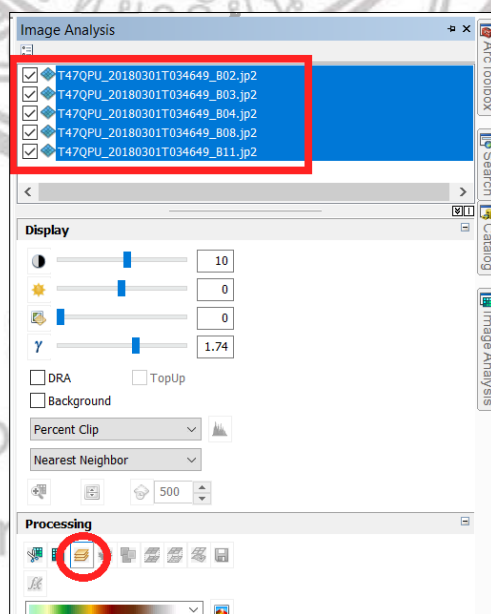 Image Analysis
T47QPU_20180301T034649_B02.jp2
T47QPU_20180301T034649_B03.jp2
T47QPU_20180301T034649_B04.jp2
T47QPU_20180301T034649_B08.jp2
T47QPU_20180301T034649_B11.jp2
Display
10
0
0
γ 1.74
DRA TopUp
Background
Percent Clip
Nearest Neighbor
500
Processing
fx
ArcToolbox
Search
Catalog
Image Analysis